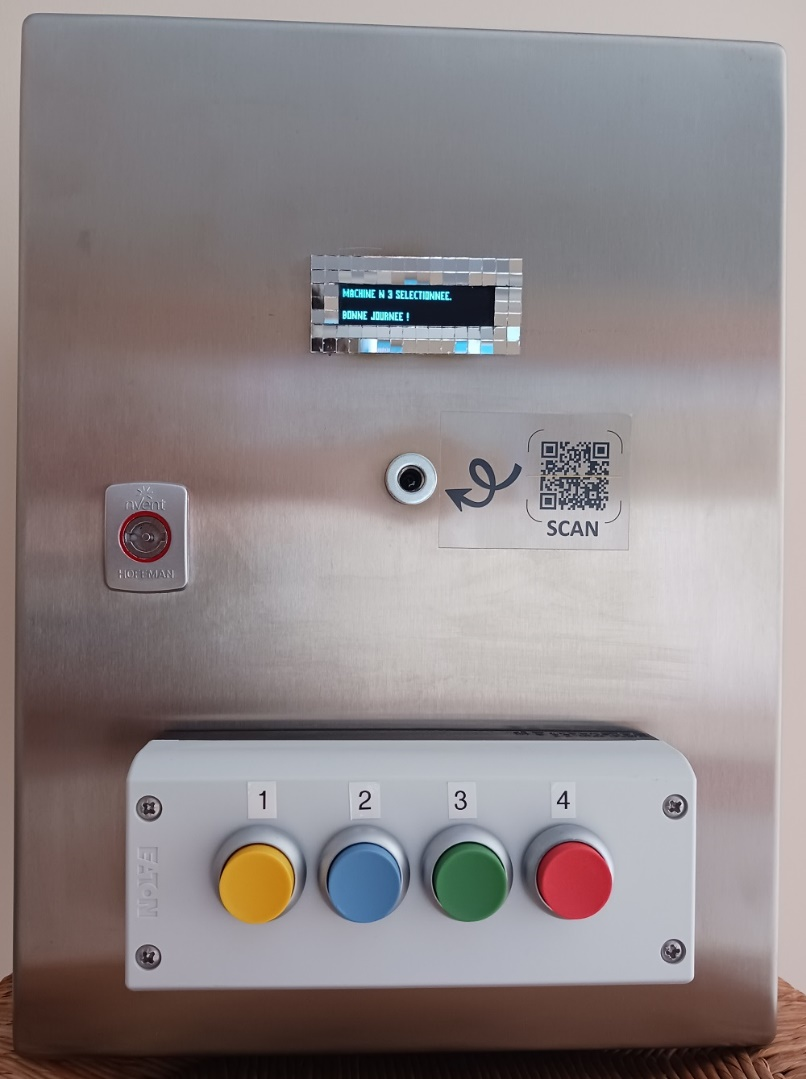 MACHINE N 3 SELECTIONNEE.
BONNE JOURNEE !
SCAN
nvent
HOFFMAN
1 2 3 4
EATON